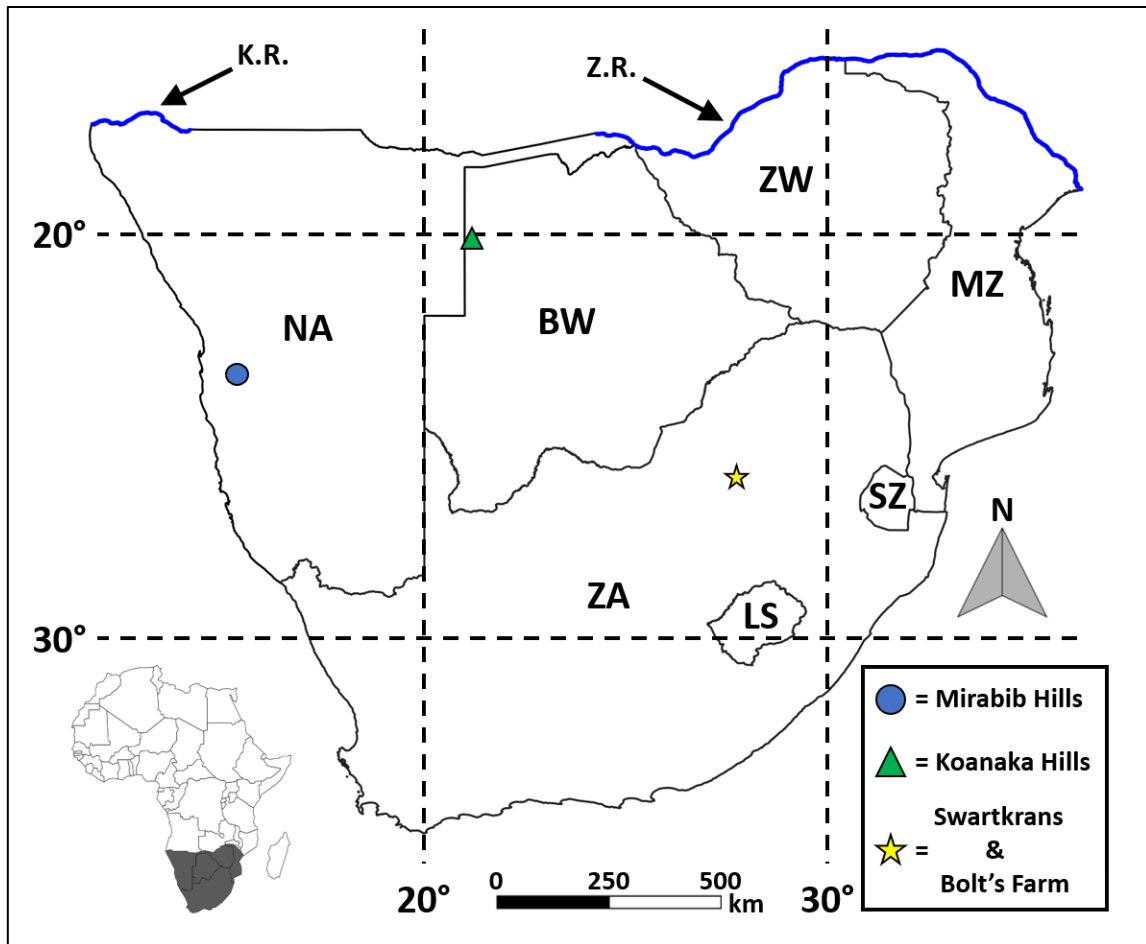 K.R.
Z.R.
ZW
20°
NA
BW
MZ
SZ
N
ZA
LS
30°
= Mirabib Hills
= Koanaka Hills
Swartkrans
= &
Bolt's Farm
0 250 500
km
20°
30°